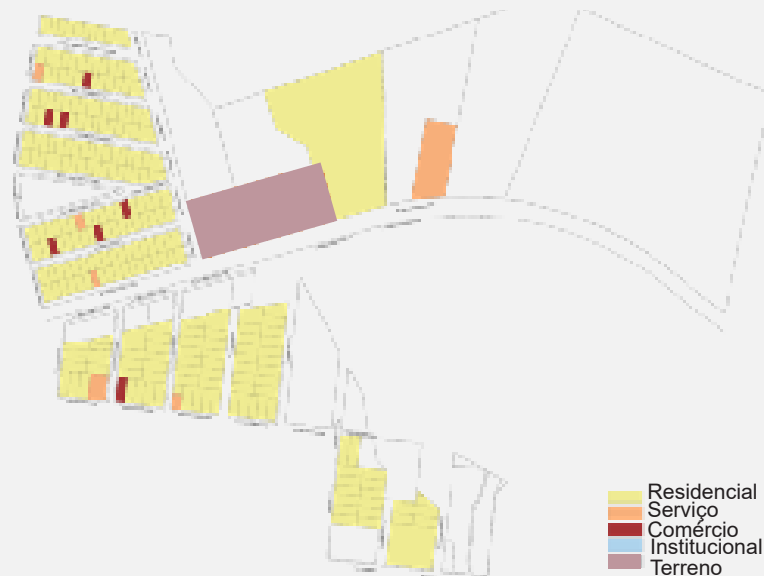 Residencial
Serviço
Comércio
Institucional
Terreno